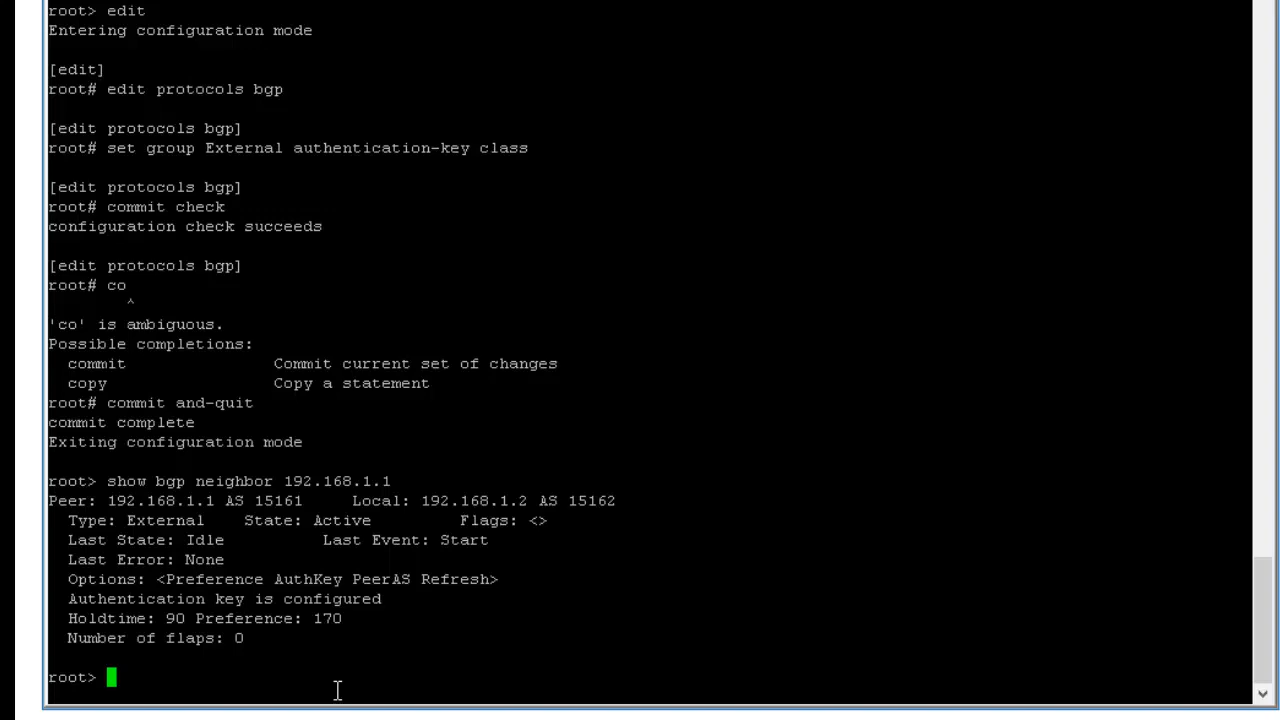 root> edit
Entering configuration mode
[edit]
root# edit protocols bgp
[edit protocols bgp]
root# set group External authentication-key class
[edit protocols bgp]
root# commit check
configuration check succeeds
[edit protocols bgp]
root# co
^
'co' is ambiguous.
Possible completions:
commit Commit current set of changes
copy Copy a statement
root# commit and-quit
commit complete
Exiting configuration mode
root> show bgp neighbor 192.168.1.1
Peer: 192.168.1.1 AS 15161 Local: 192.168.1.2 AS 15162
Type: External State: Active Flags: <>
Last State: Idle Last Event: Start
Last Error: None
Options: <Preference AuthKey PeerAS Refresh>
Authentication key is configured
Holdtime: 90 Preference: 170
Number of flaps: 0
root>